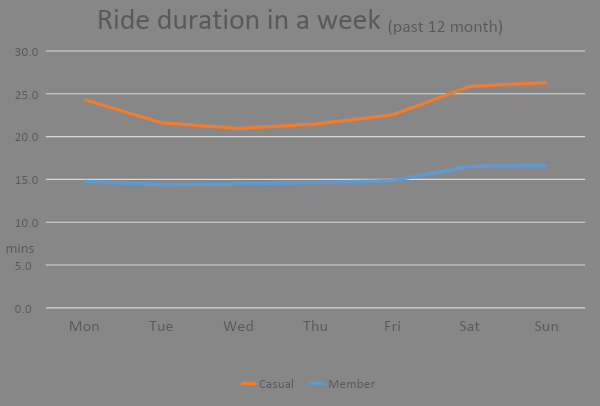 Ride duration in a week (past 12 month)
30.0
25.0
20.0
15.0
10.0
mins
5.0
0.0
Mon Tue Wed Thu Fri Sat Sun
Casual Member